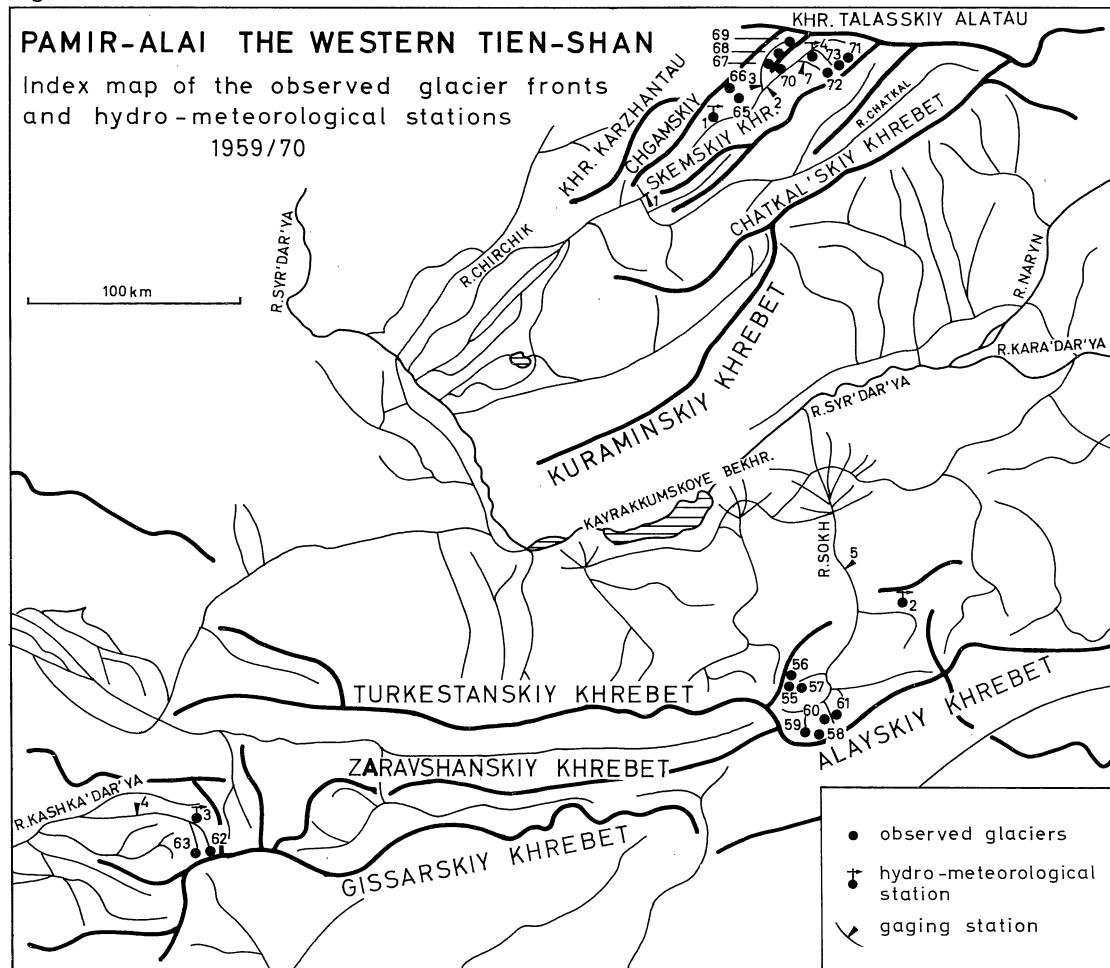 PAMIR-ALAI THE WESTERN TIEN-SHAN
Index map of the observed glacier fronts
and hydro-meteorological stations
1959/70
KHR. TALASSKIY ALATAU
69
68
67
66
3
65
70
2
4
7
73
71
72
1
KHR. KARZHANTAU
CHGAMSKIY
SKEMSKIY KHR.
R.CHATKAL
CHATKAL'SKIY KHREBET
1
R.SYR'DAR'YA
R.CHIRCHIK
100 km
R.NARYN
R.KARA'DAR'YA
R.SYR'DAR'YA
KURAMINSKIY KHREBET
KAYRAKKUMSKOYE BEKHR.
R.SOKH
5
2
56
55
57
60
61
59
58
TURKESTANSKIY KHREBET
ALAYSKIY KHREBET
ZARAVSHANSKIY KHREBET
R.KASHKA'DAR'YA
4
3
63
62
GISSARSKIY KHREBET
observed glaciers
hydro-meteorological
station
gaging station